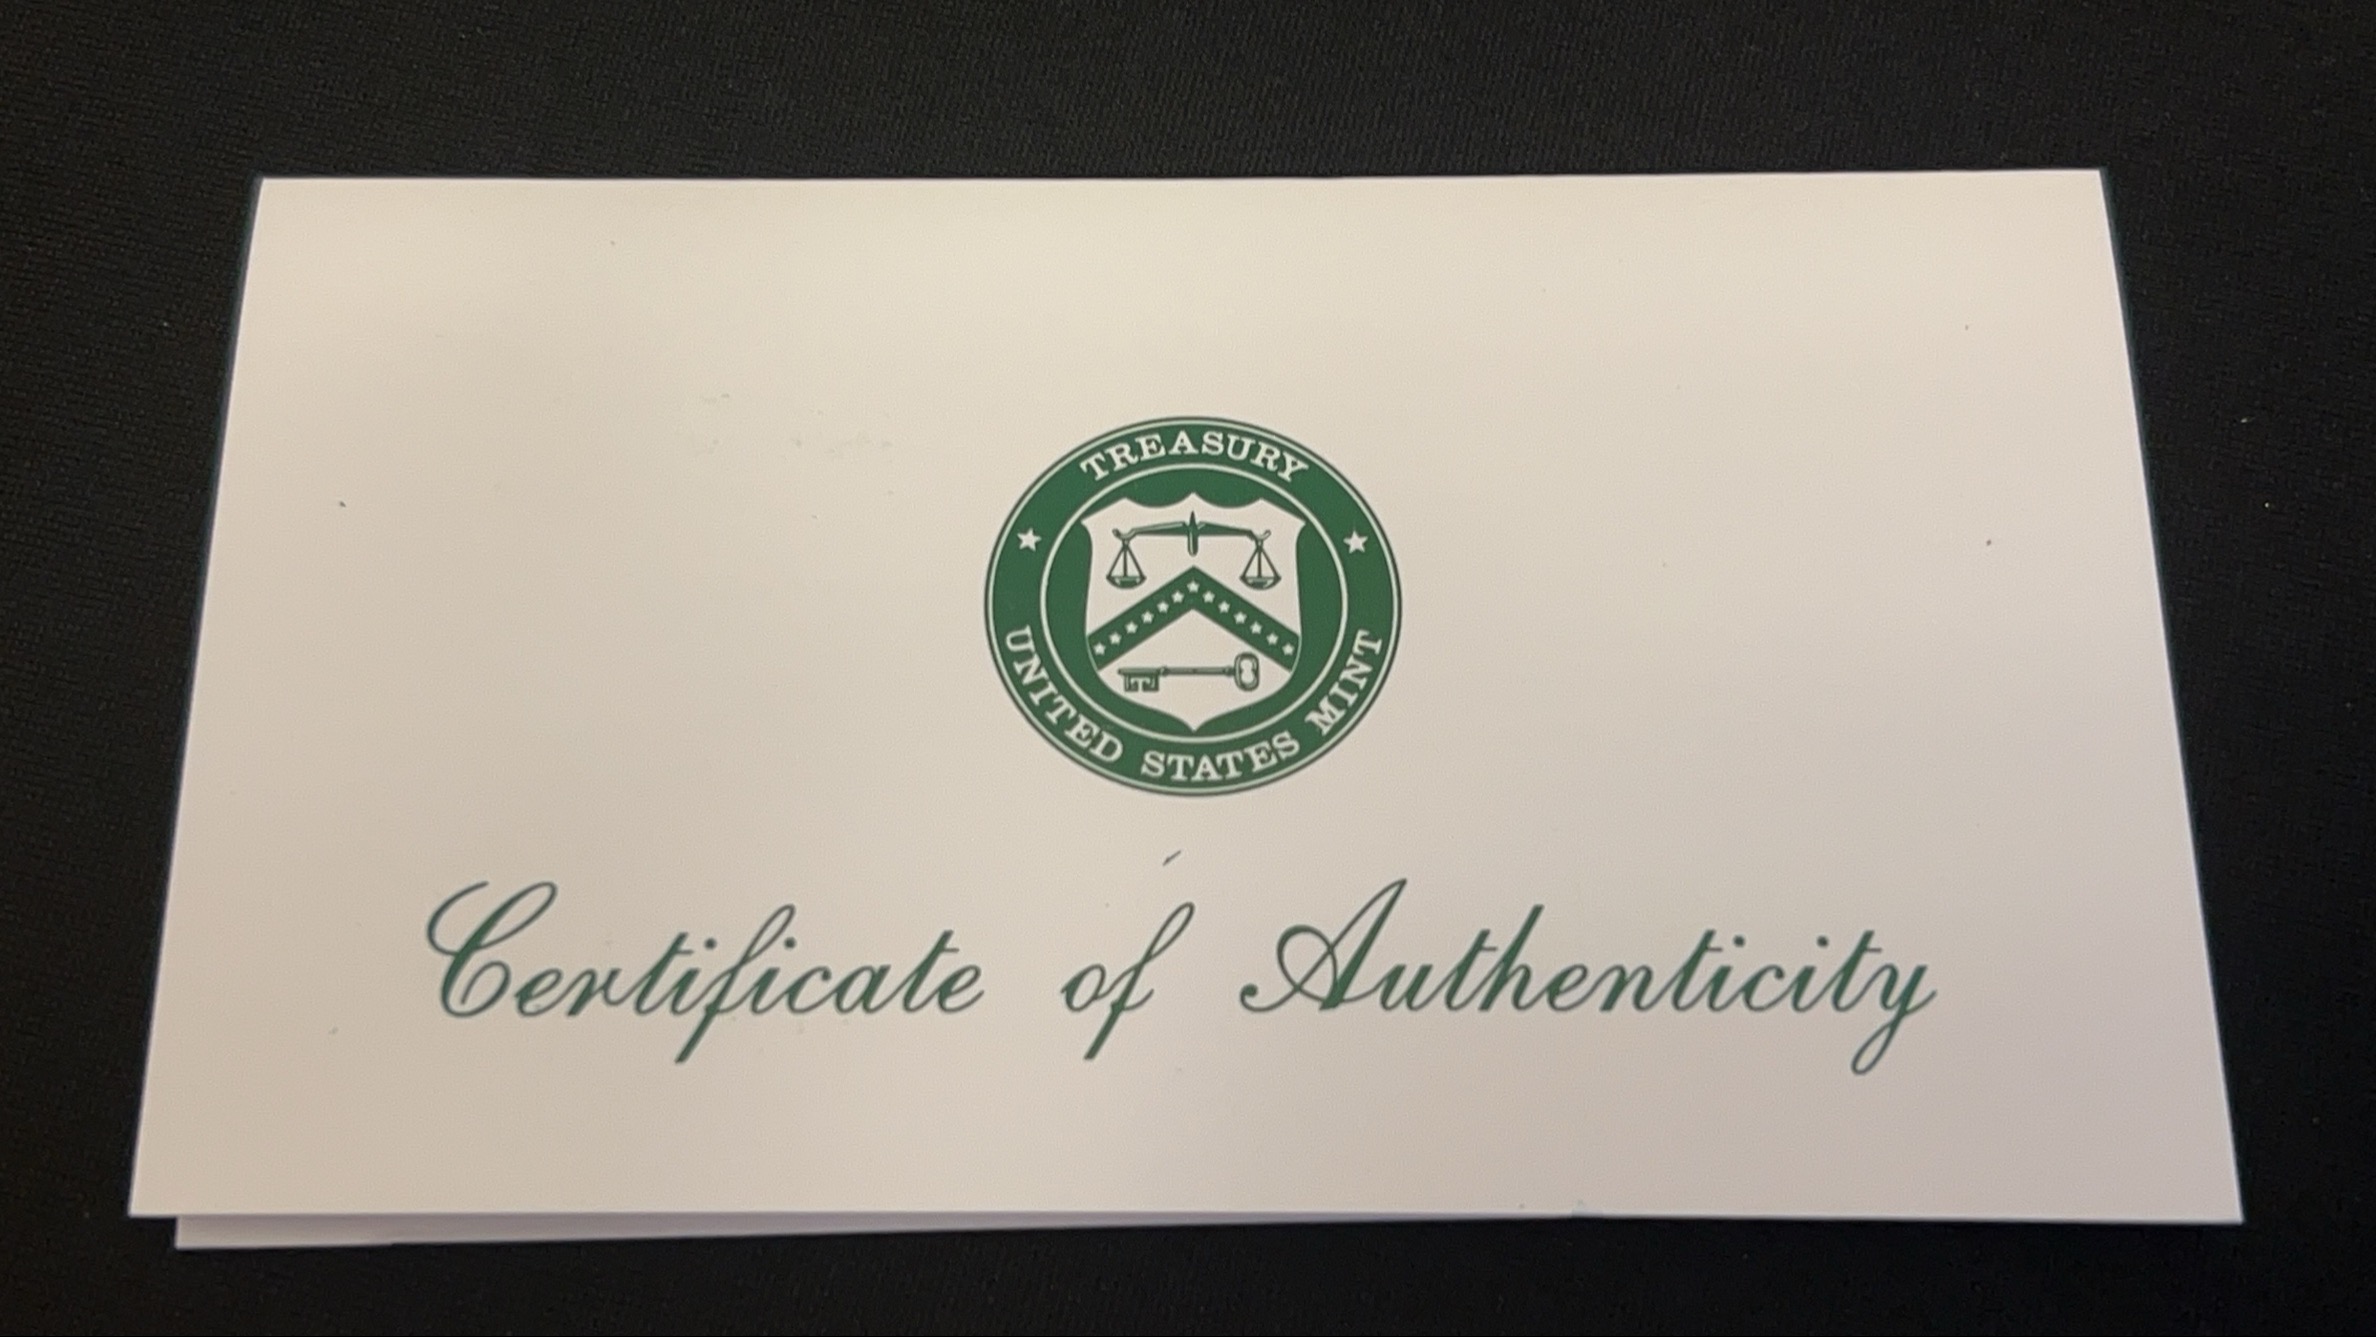 TREASURY
UNITED STATES MINT
Certificate of Authenticity